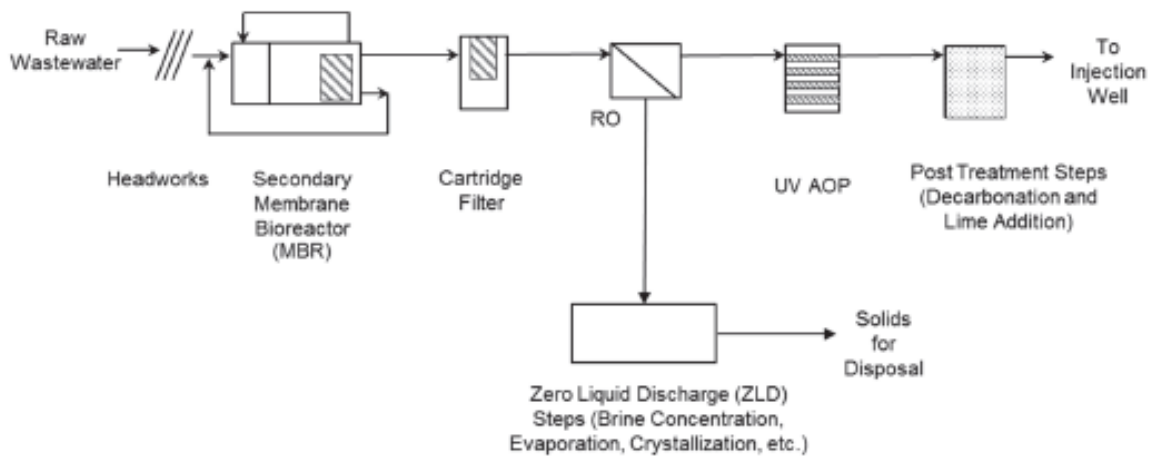 Raw
Wastewater
To
Injection
Well
RO
Headworks
Secondary
Membrane
Bioreactor
(MBR)
Cartridge
Filter
UV AOP
Post Treatment Steps
(Decarbonation and
Lime Addition)
Solids
for
Disposal
Zero Liquid Discharge (ZLD)
Steps (Brine Concentration,
Evaporation, Crystallization, etc.)